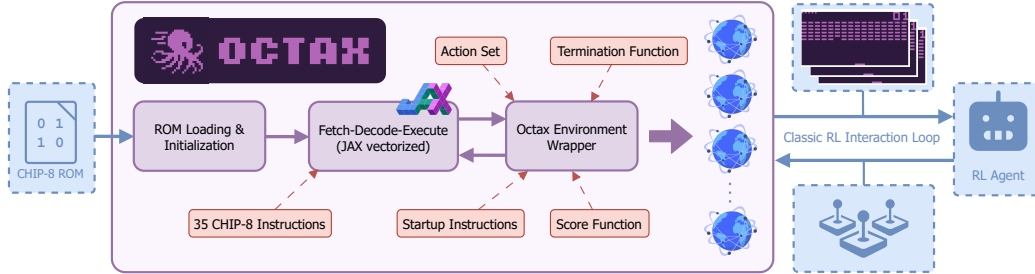 OCTAX
Action Set
Termination Function
0 1
1 0
CHIP-8 ROM
ROM Loading &
Initialization
JAX
Fetch-Decode-Execute
(JAX vectorized)
Octax Environment
Wrapper
Classic RL Interaction Loop
RL Agent
35 CHIP-8 Instructions
Startup Instructions
Score Function